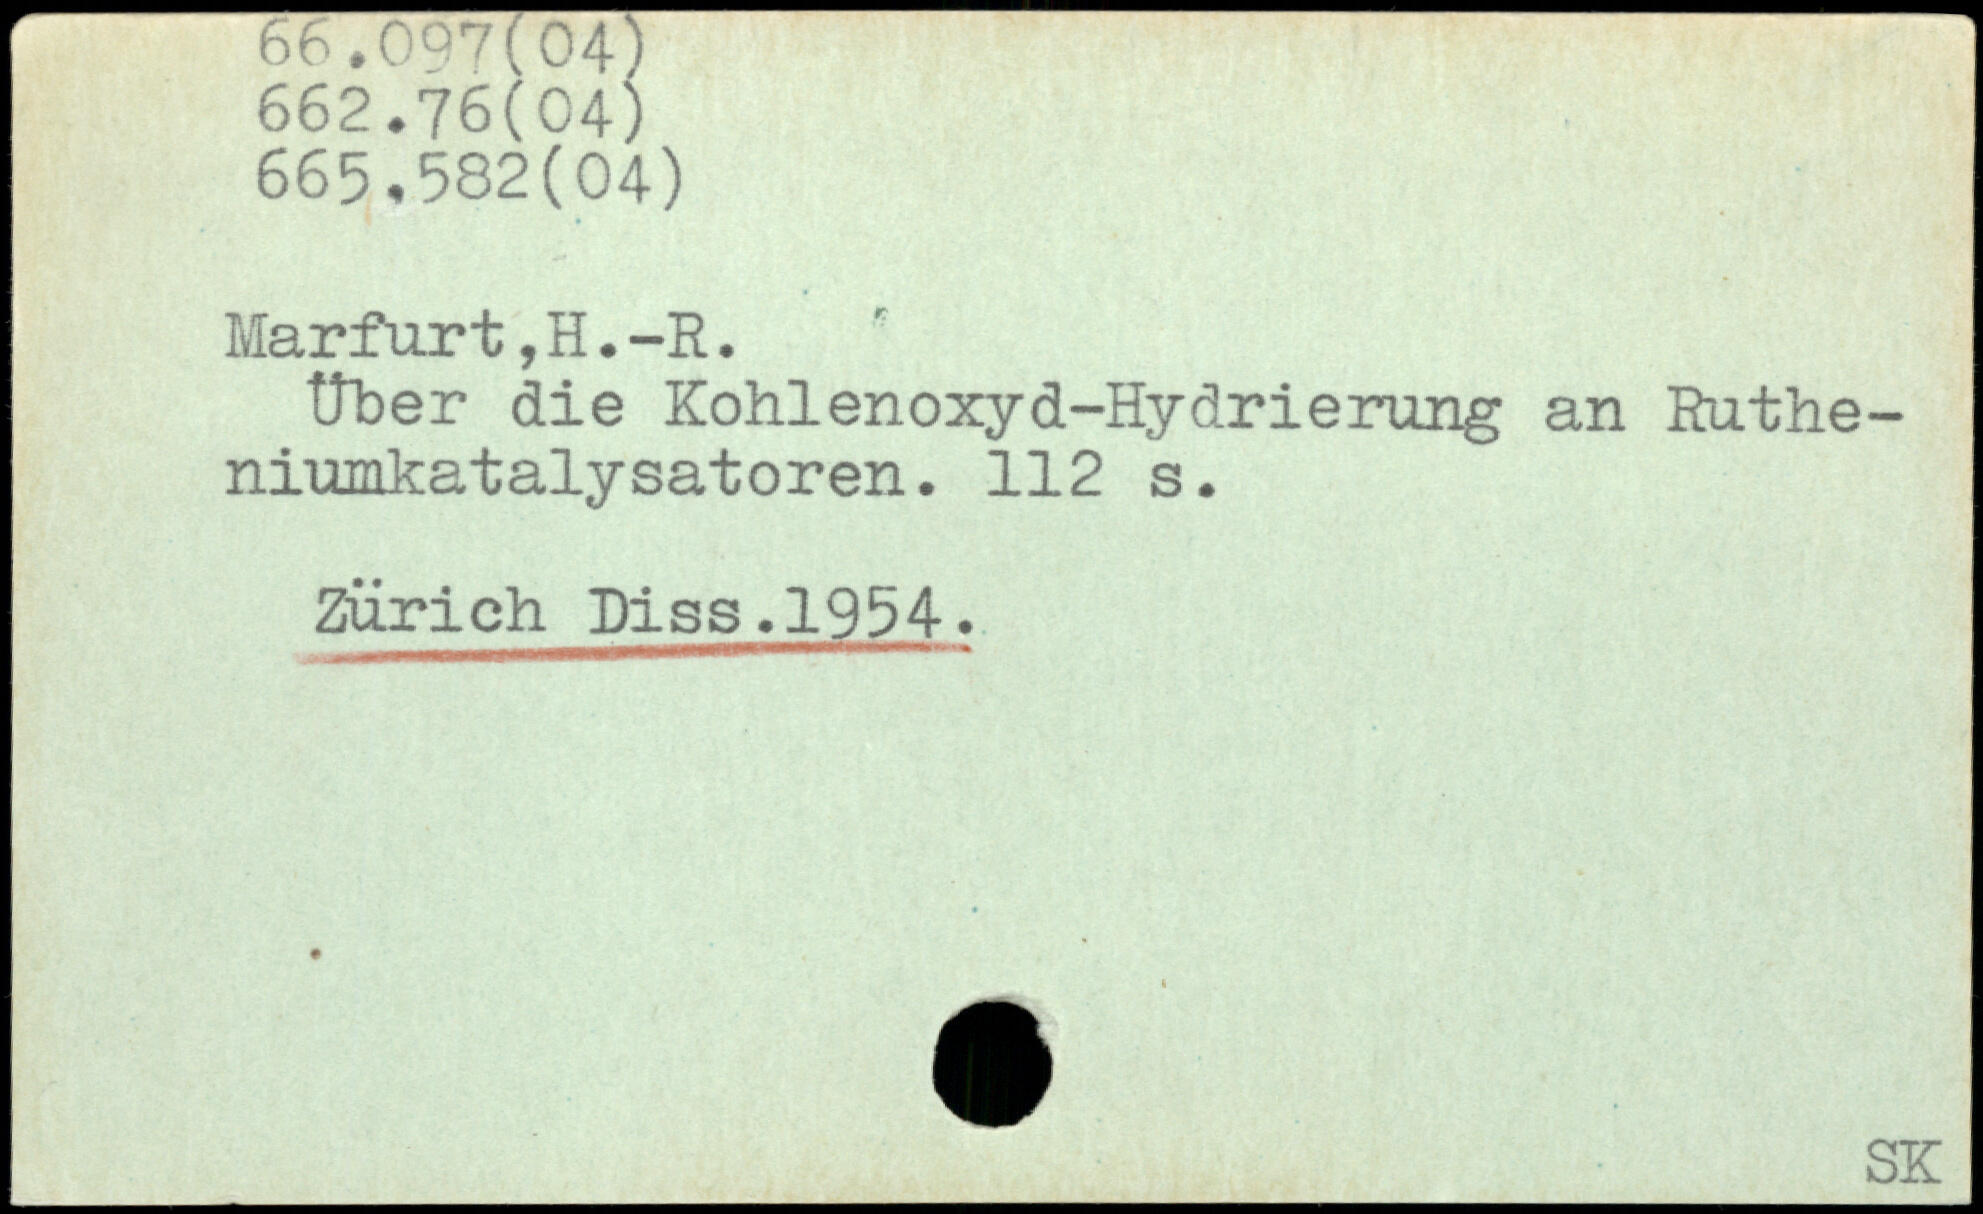 66.097(04)
662.76(04)
665.582(04)
Marfurt,H.-R.
Über die Kohlenoxyd-Hydrierung an Ruthe-
niumkatalysatoren. 112 s.
Zürich Diss.1954.
SK